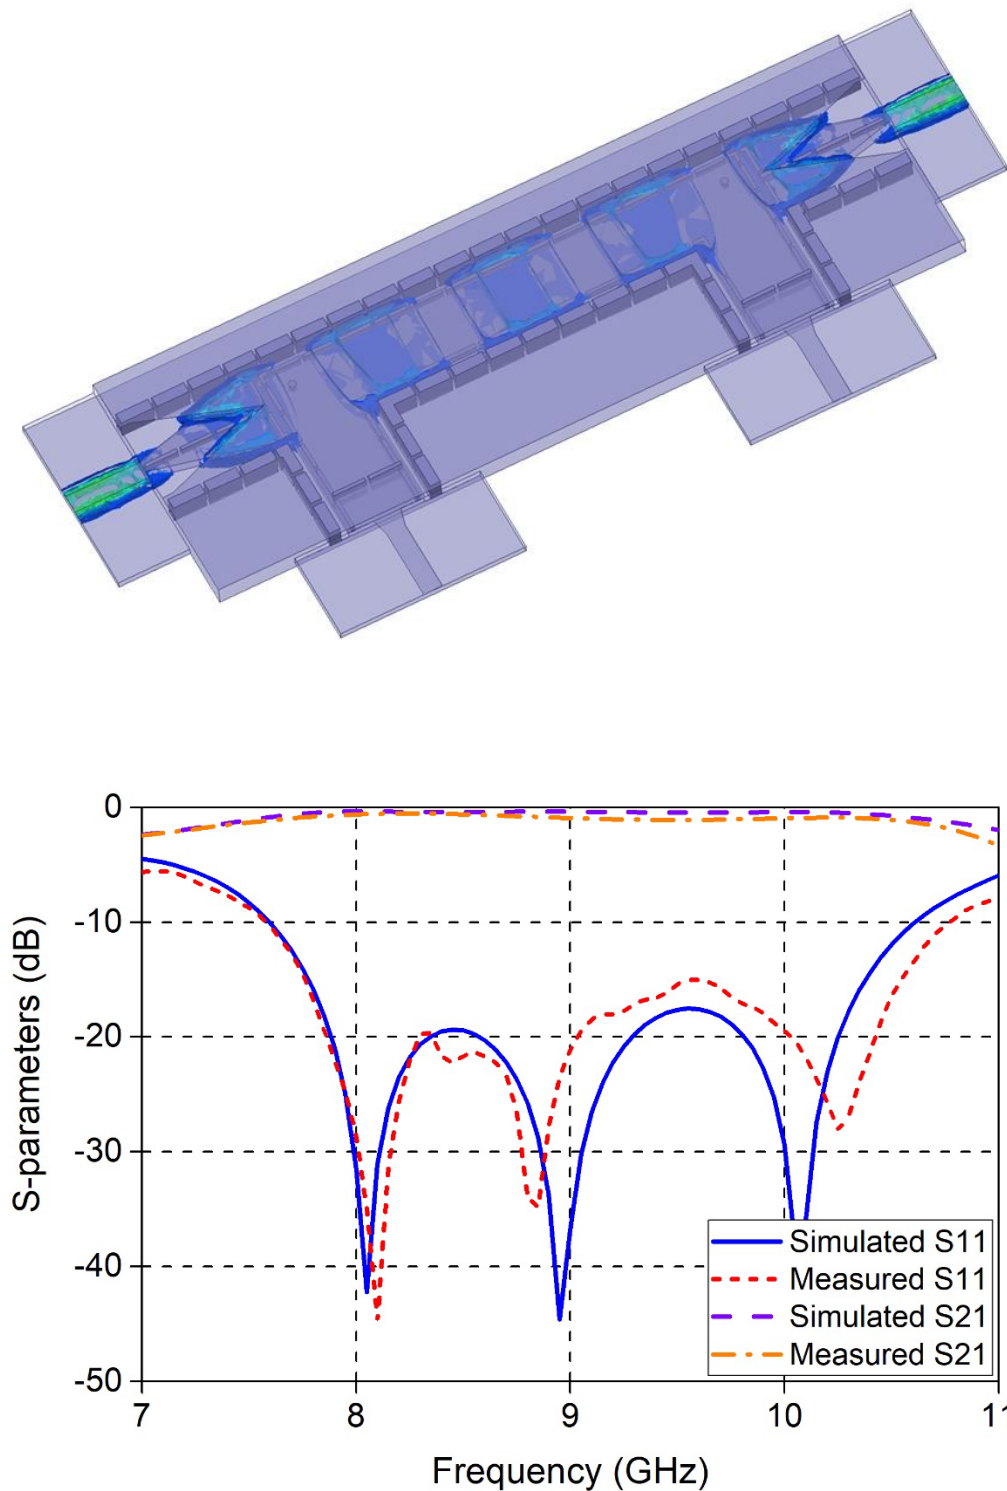 0
-10
-20
-30
-40
-50
S-parameters (dB)
Simulated S11
Measured S11
Simulated S21
Measured S21
7
8
9
10
11
Frequency (GHz)